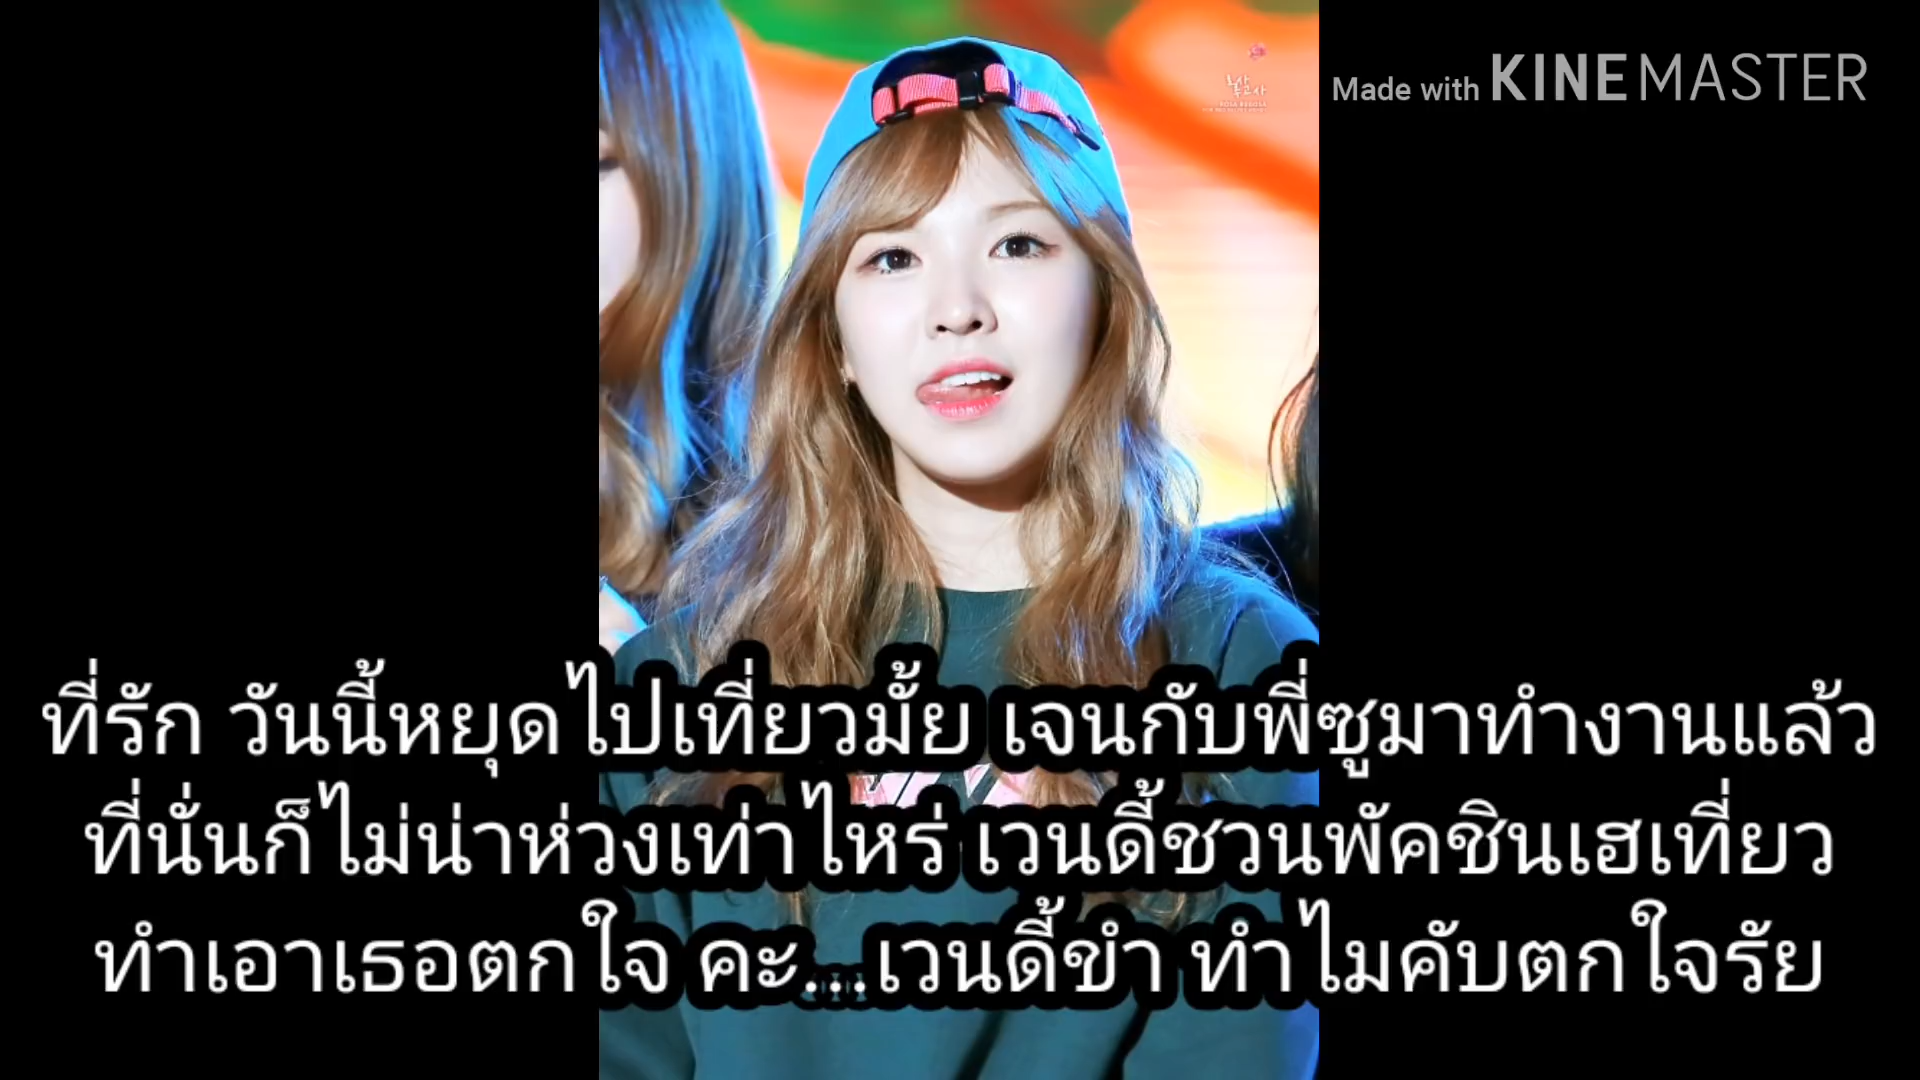 Made with KINEMASTER
ที่รัก วันนี้หยุดไปเที่ยวมั้ย เจนกับพี่ซูมาทำงานแล้ว
ที่นั่นก็ไม่น่าห่วงเท่าไหร่ เวนดี้ชวนพัคชินเฮเที่ยว
ทำเอาเธอตกใจ คะ...เวนดี้ขำ ทำไมคับตกใจรัย